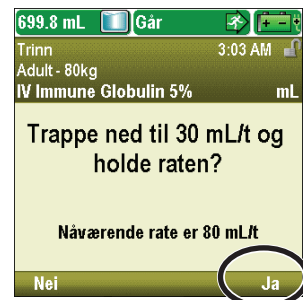 699.8 mL Går
Trinn 3:03 AM
Adult - 80kg
IV Immune Globulin 5% mL
Trappe ned til 30 mL/t og
holde raten?
Nåværende rate er 80 mL/t
Nei Ja